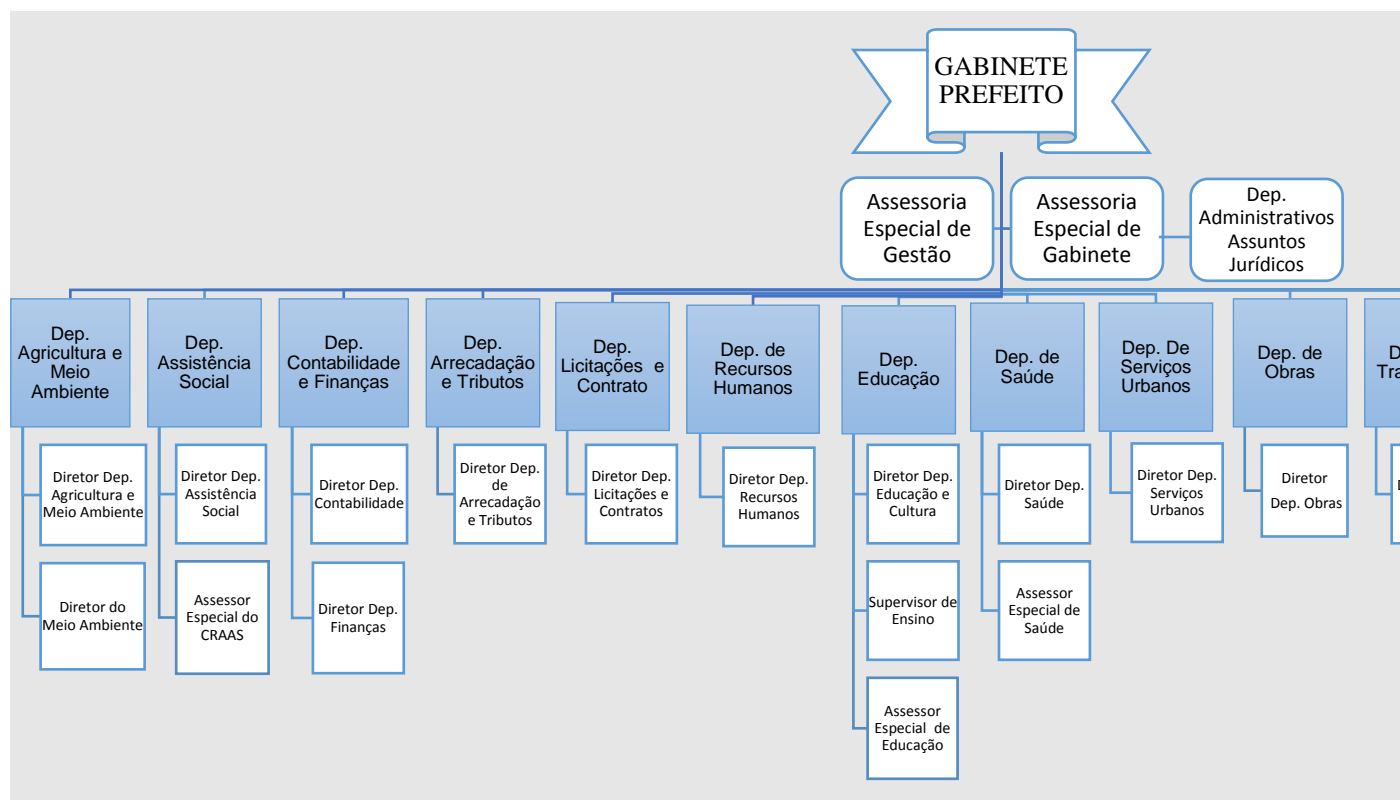 GABINETE
PREFEITO
Assessoria
Especial de
Gestão
Assessoria
Especial de
Gabinete
Dep.
Administrativos
Assuntos
Jurídicos
Dep.
Agricultura e
Meio
Ambiente
Dep.
Assistência
Social
Dep.
Contabilidade
e Finanças
Dep.
Arrecadação
e Tributos
Dep.
Licitações e
Contrato
Dep. de
Recursos
Humanos
Dep.
Educação
Dep. de
Saúde
Dep. De
Serviços
Urbanos
Dep. de
Obras
Diretor Dep.
Agricultura e
Meio Ambiente
Diretor do
Meio Ambiente
Diretor Dep.
Assistência
Social
Assessor
Especial do
CRAAS
Diretor Dep.
Contabilidade
Diretor Dep.
Finanças
Diretor Dep.
de
Arrecadação
e Tributos
Diretor Dep.
Licitações e
Contratos
Diretor Dep.
Recursos
Humanos
Diretor Dep.
Educação e
Cultura
Supervisor de
Ensino
Assessor
Especial de
Educação
Diretor Dep.
Saúde
Assessor
Especial de
Saúde
Diretor Dep.
Serviços
Urbanos
Diretor
Dep. Obras